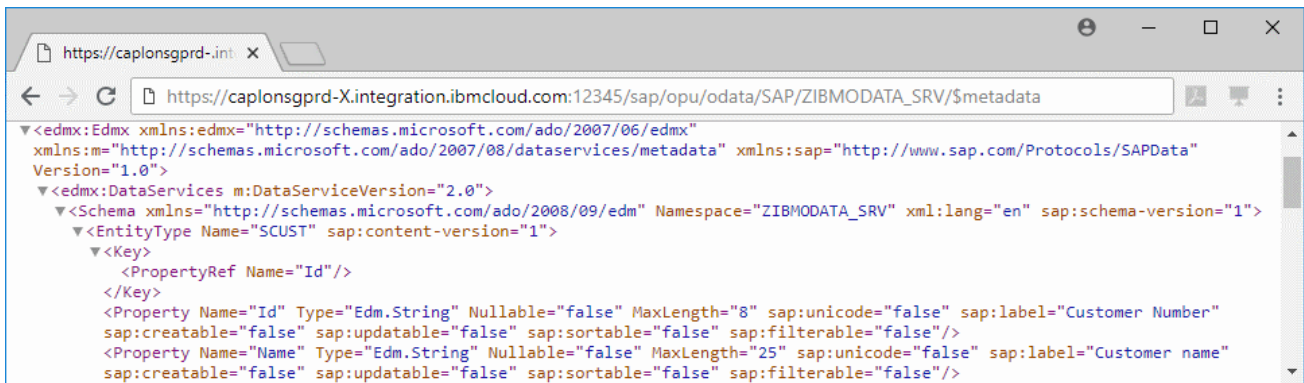 https://caplonsgprd-.int
https://caplonsgprd-X.integration.ibmcloud.com:12345/sap/opu/odata/SAP/ZIBMODATA_SRV/$metadata
▼<edmx:Edmx xmlns:edmx="http://schemas.microsoft.com/ado/2007/06/edmx"
xmlns:m="http://schemas.microsoft.com/ado/2007/08/dataservices/metadata" xmlns:sap="http://www.sap.com/Protocols/SAPData"
Version="1.0">
▼<edmx:DataServices m:DataServiceVersion="2.0">
▼<Schema xmlns="http://schemas.microsoft.com/ado/2008/09/edm" Namespace="ZIBMODATA_SRV" xml:lang="en" sap:schema-version="1">
▼<EntityType Name="SCUST" sap:content-version="1">
▼<Key>
<PropertyRef Name="Id"/>
</Key>
<Property Name="Id" Type="Edm.String" Nullable="false" MaxLength="8" sap:unicode="false" sap:label="Customer Number"
sap:creatable="false" sap:updatable="false" sap:sortable="false" sap:filterable="false"/>
<Property Name="Name" Type="Edm.String" Nullable="false" MaxLength="25" sap:unicode="false" sap:label="Customer name"
sap:creatable="false" sap:updatable="false" sap:sortable="false" sap:filterable="false"/>